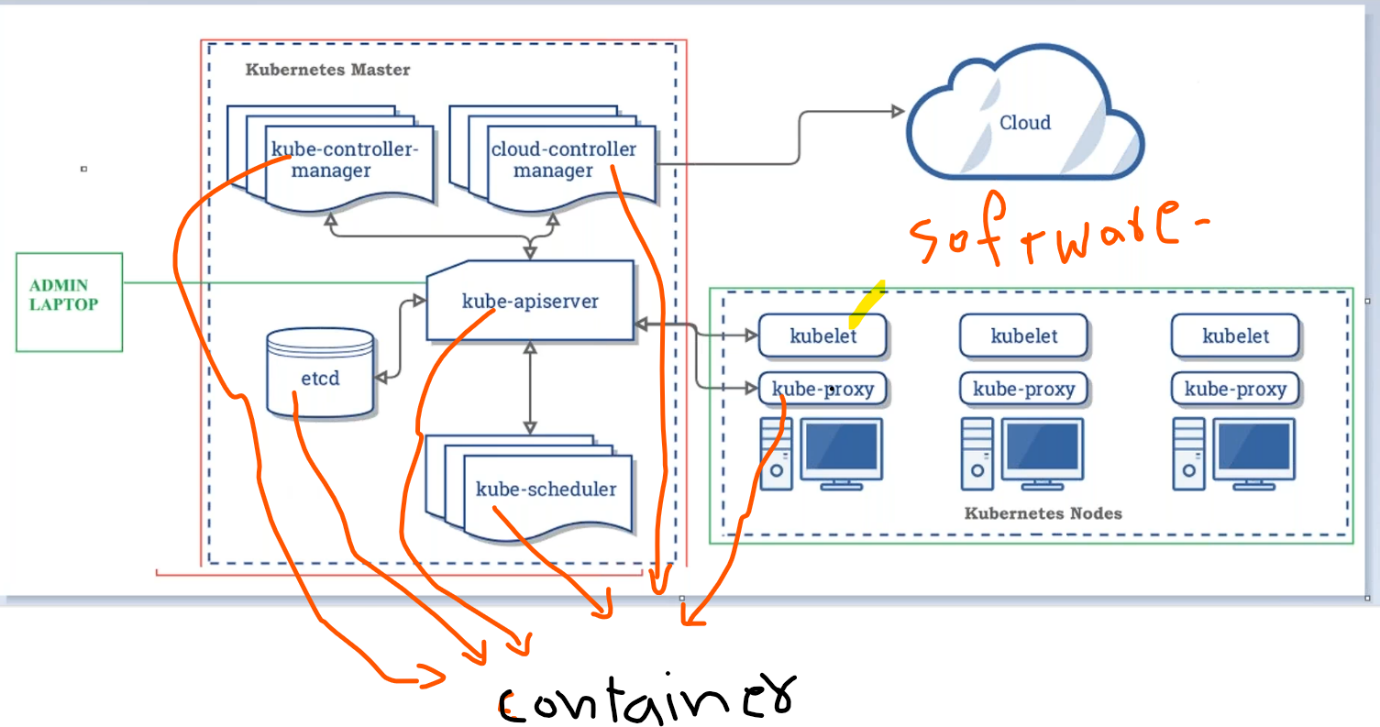 Kubernetes Master
kube-controller-
manager
cloud-controller
manager
Cloud
software-
ADMIN
LAPTOP
kube-apiserver
etcd
kube-scheduler
kubelet
kubelet
kubelet
kube-proxy
kube-proxy
kube-proxy
Kubernetes Nodes
container